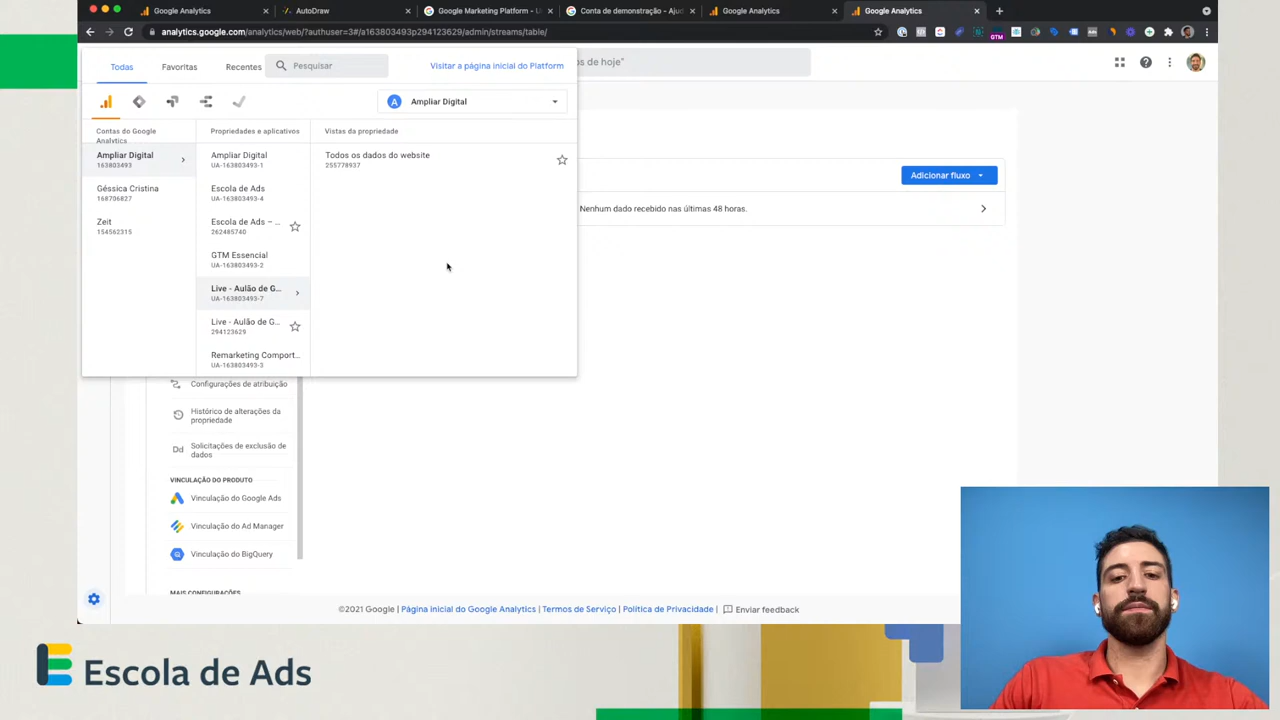 Google Analytics
AutoDraw
Google Marketing Platform - U
Conta de demonstração - Ajud
Google Analytics
Google Analytics
analytics.google.com/analytics/web/?authuser=3#/a163803493p294123629/admin/streams/table/
GTM
Todas
Favoritas
Recentes
Pesquisar
Visitar a página inicial do Platform
os de hoje"
Ampliar Digital
Contas do Google
Analytics
Propriedades e aplicativos
Vistas da propriedade
Ampliar Digital
163803493
Géssica Cristina
168706827
Zeit
154562315
Ampliar Digital
UA-163803493-1
Escola de Ads
UA-163803493-4
Escola de Ads – ...
262485740
GTM Essencial
UA-163803493-2
Live - Aulão de G...
UA-163803493-7
Live - Aulão de G...
294123629
Remarketing Comport...
UA-163803493-3
Todos os dados do website
255778937
Adicionar fluxo
Nenhum dado recebido nas últimas 48 horas.
Configurações de atribuição
Histórico de alterações da
propriedade
Dd
Solicitações de exclusão de
dados
VINCULAÇÃO DO PRODUTO
Vinculação do Google Ads
Vinculação do Ad Manager
Vinculação do BigQuery
MAIS CONFIGURAÇÕES
©2021 Google | Página inicial do Google Analytics | Termos de Serviço | Política de Privacidade | Enviar feedback
Escola de Ads